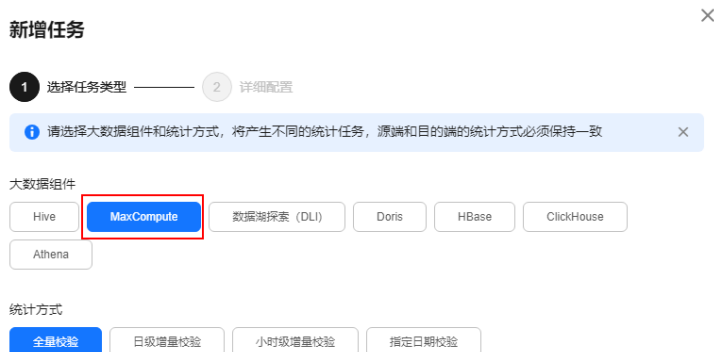 新增任务
1 选择任务类型 2 详细配置
请选择大数据组件和统计方式，将产生不同的统计任务，源端和目的端的统计方式必须保持一致
大数据组件
Hive MaxCompute 数据湖探索（DLI） Doris HBase ClickHouse
Athena
统计方式
全量校验 日级增量校验 小时级增量校验 指定日期校验